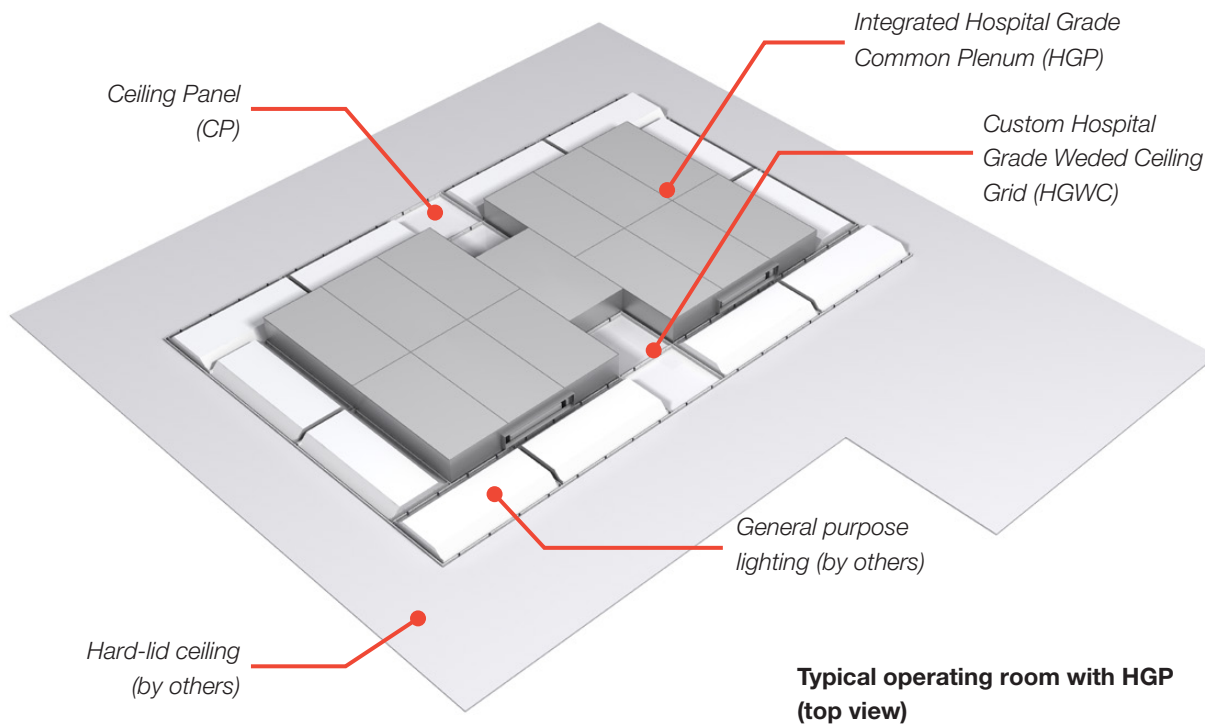 Integrated Hospital Grade
Common Plenum (HGP)
Ceiling Panel
(CP)
Custom Hospital
Grade Weded Ceiling
Grid (HGWC)
General purpose
lighting (by others)
Hard-lid ceiling
(by others)
Typical operating room with HGP
(top view)